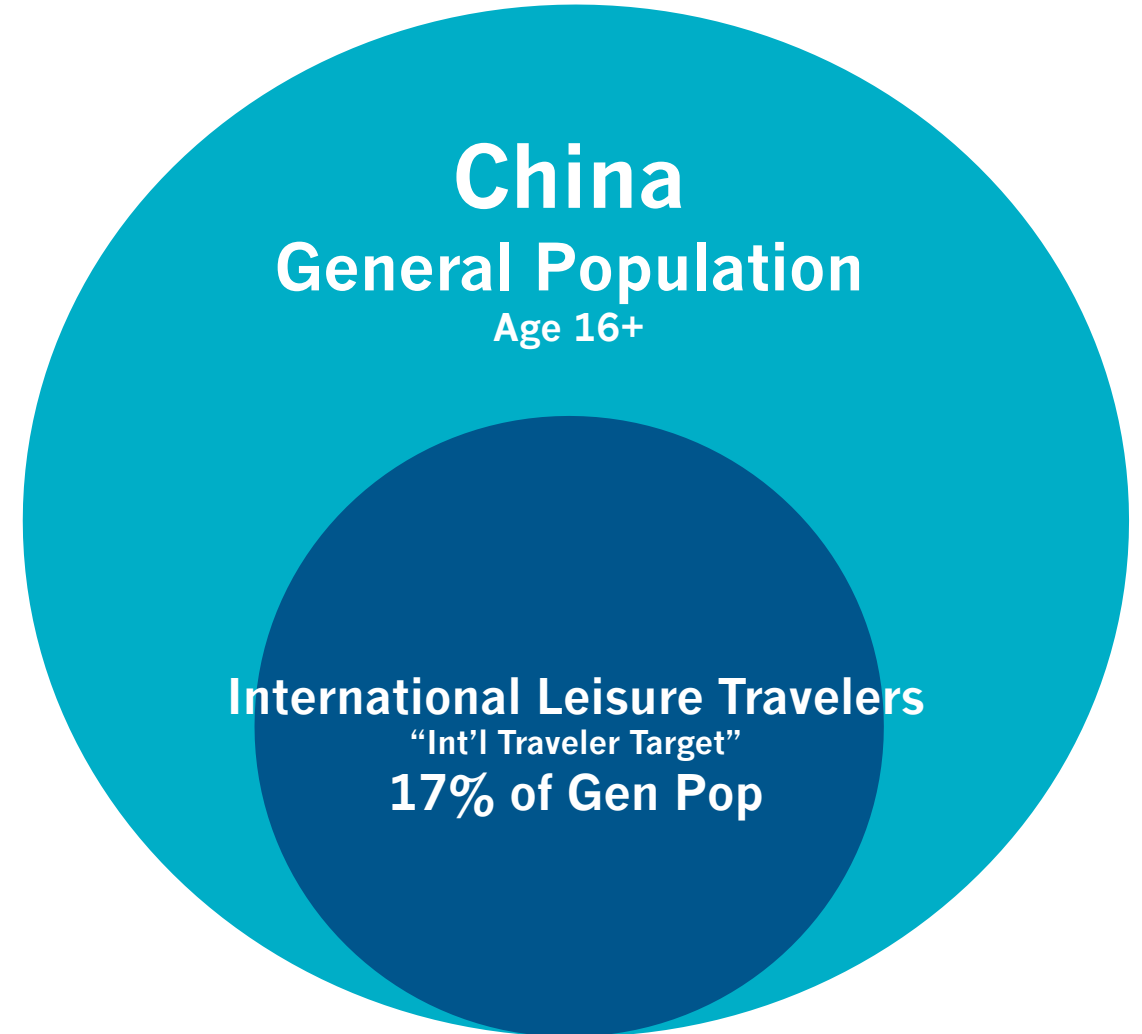 China
General Population
Age 16+
International Leisure Travelers
“Int’l Traveler Target”
17% of Gen Pop